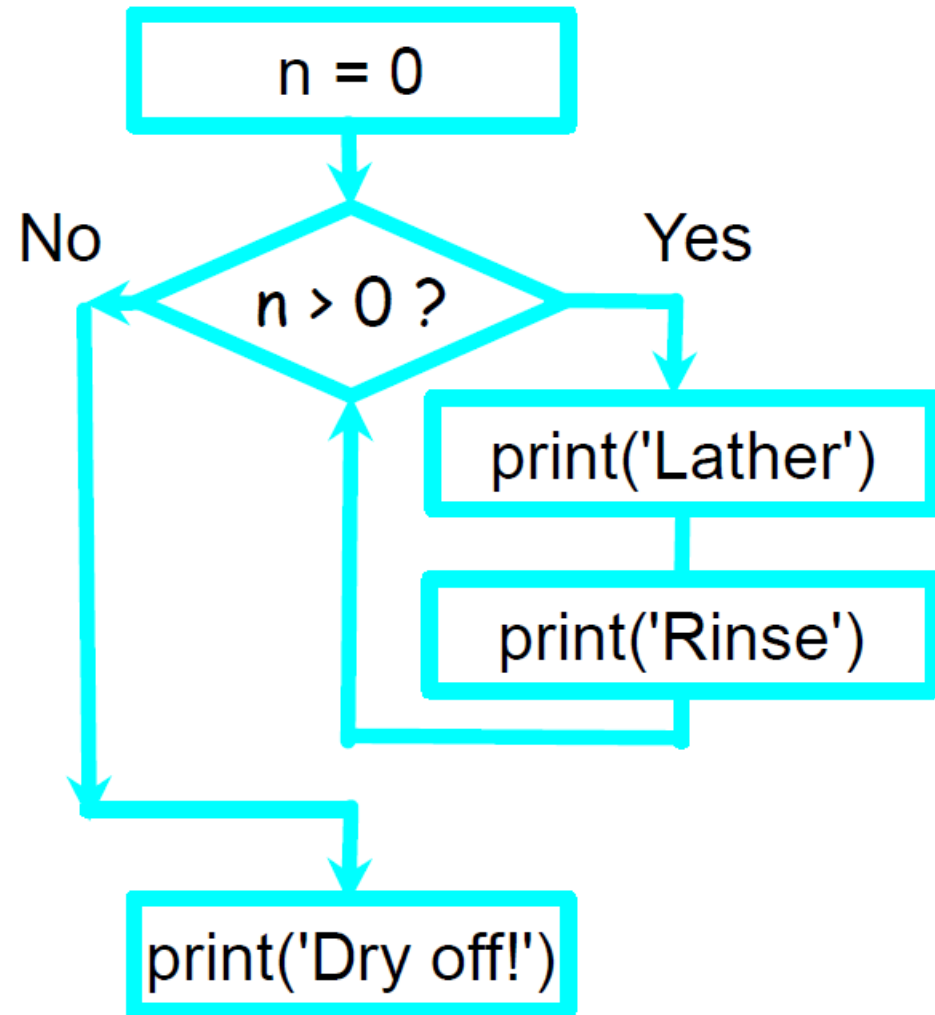 n = 0
No
Yes
n > 0 ?
print('Lather')
print('Rinse')
print('Dry off!')